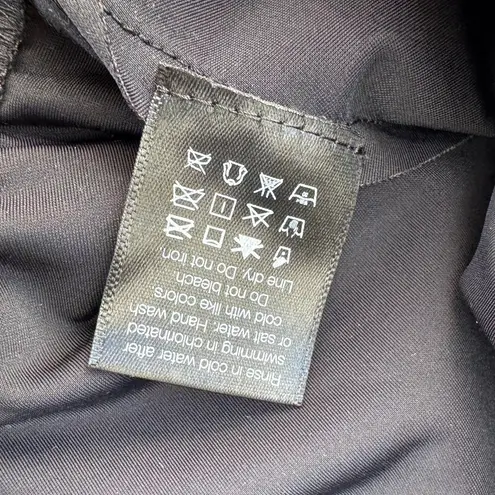 Rinse in cold water after
swimming in chlorinated
or salt water. Hand wash
cold with like colors
Do not bleach.
Line dry. Do not iron.